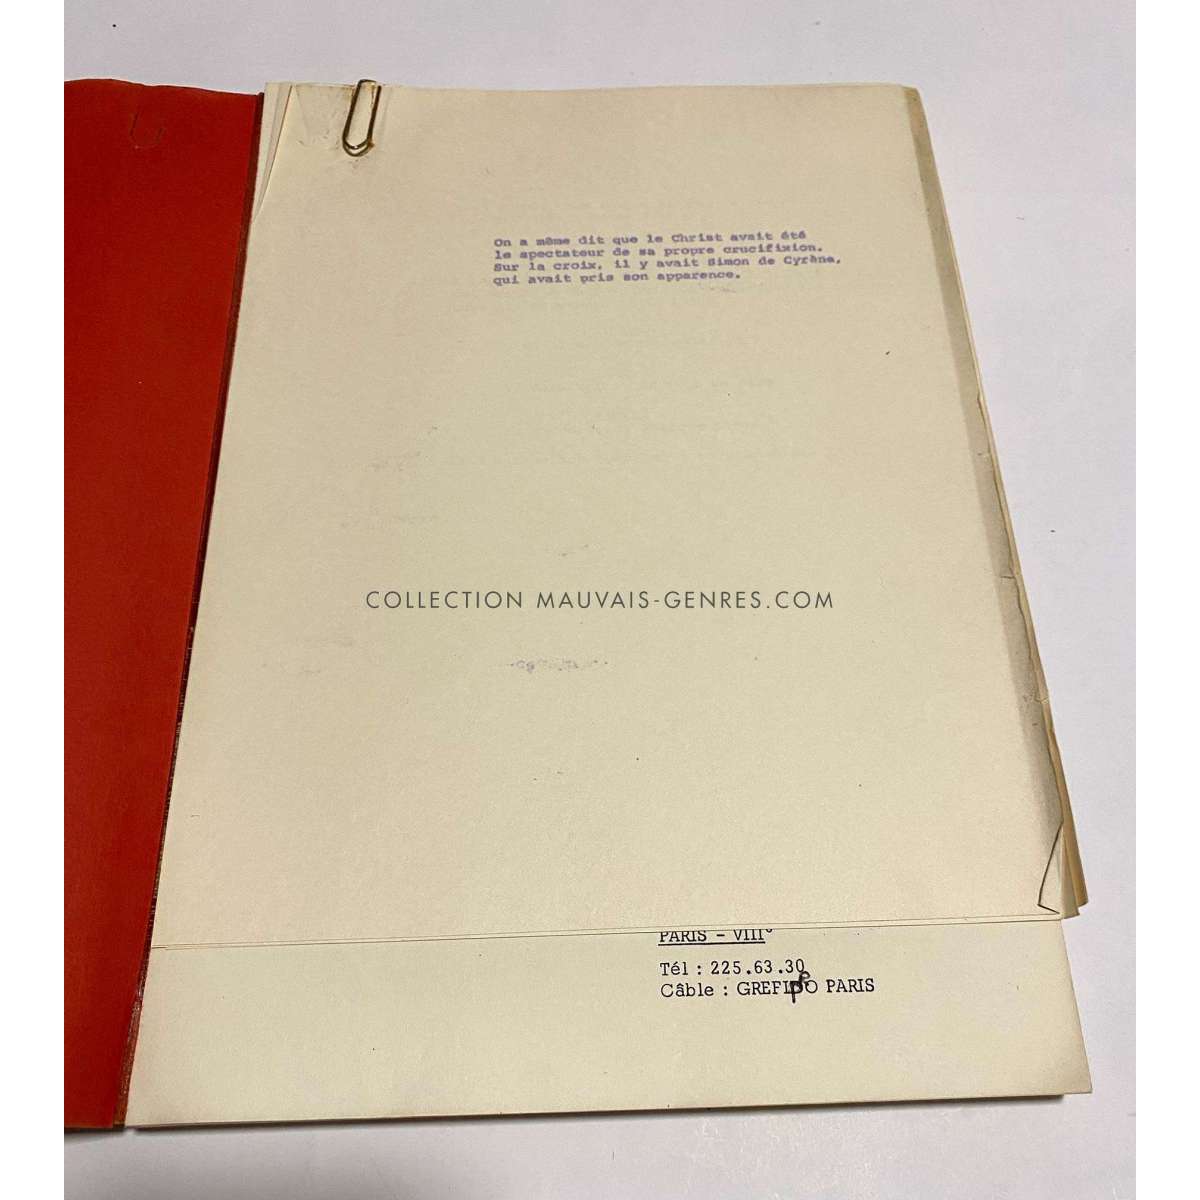 On a même dit que le Christ avait été
le spectateur de sa propre crucifixion.
Sur la croix, il y avait Simon de Cyrène,
qui avait pris son apparence.
COLLECTION MAUVAIS-GENRES.COM
PARIS - VIII°
Tél : 225.63.30
Câble : PARIS